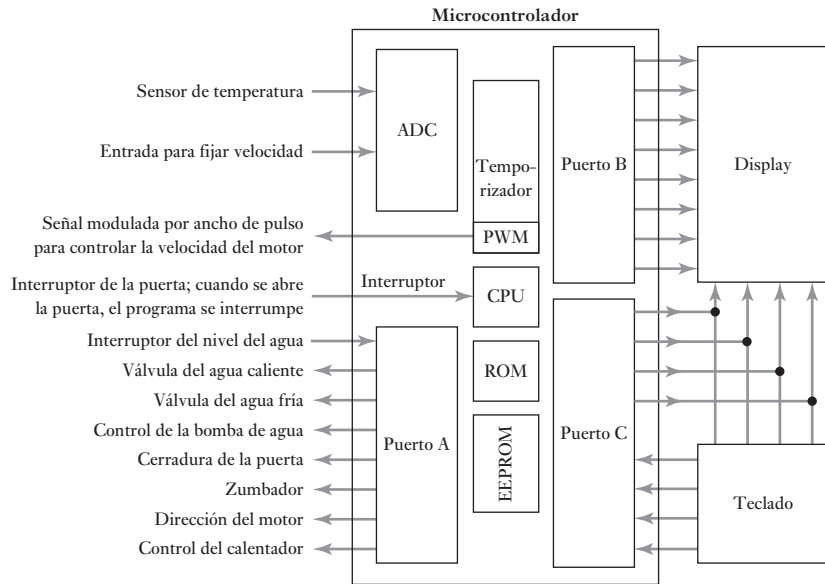 Microcontrolador
Sensor de temperatura
ADC
Entrada para fijar velocidad
Tempo-
rizador
Puerto B
Display
Señal modulada por ancho de pulso
para controlar la velocidad del motor
PWM
Interruptor de la puerta; cuando se abre
la puerta, el programa se interrumpe
Interruptor
CPU
Interruptor del nivel del agua
Válvula del agua caliente
ROM
Válvula del agua fría
Control de la bomba de agua
Puerto A
Puerto C
Cerradura de la puerta
EEPROM
Zumbador
Teclado
Dirección del motor
Control del calentador